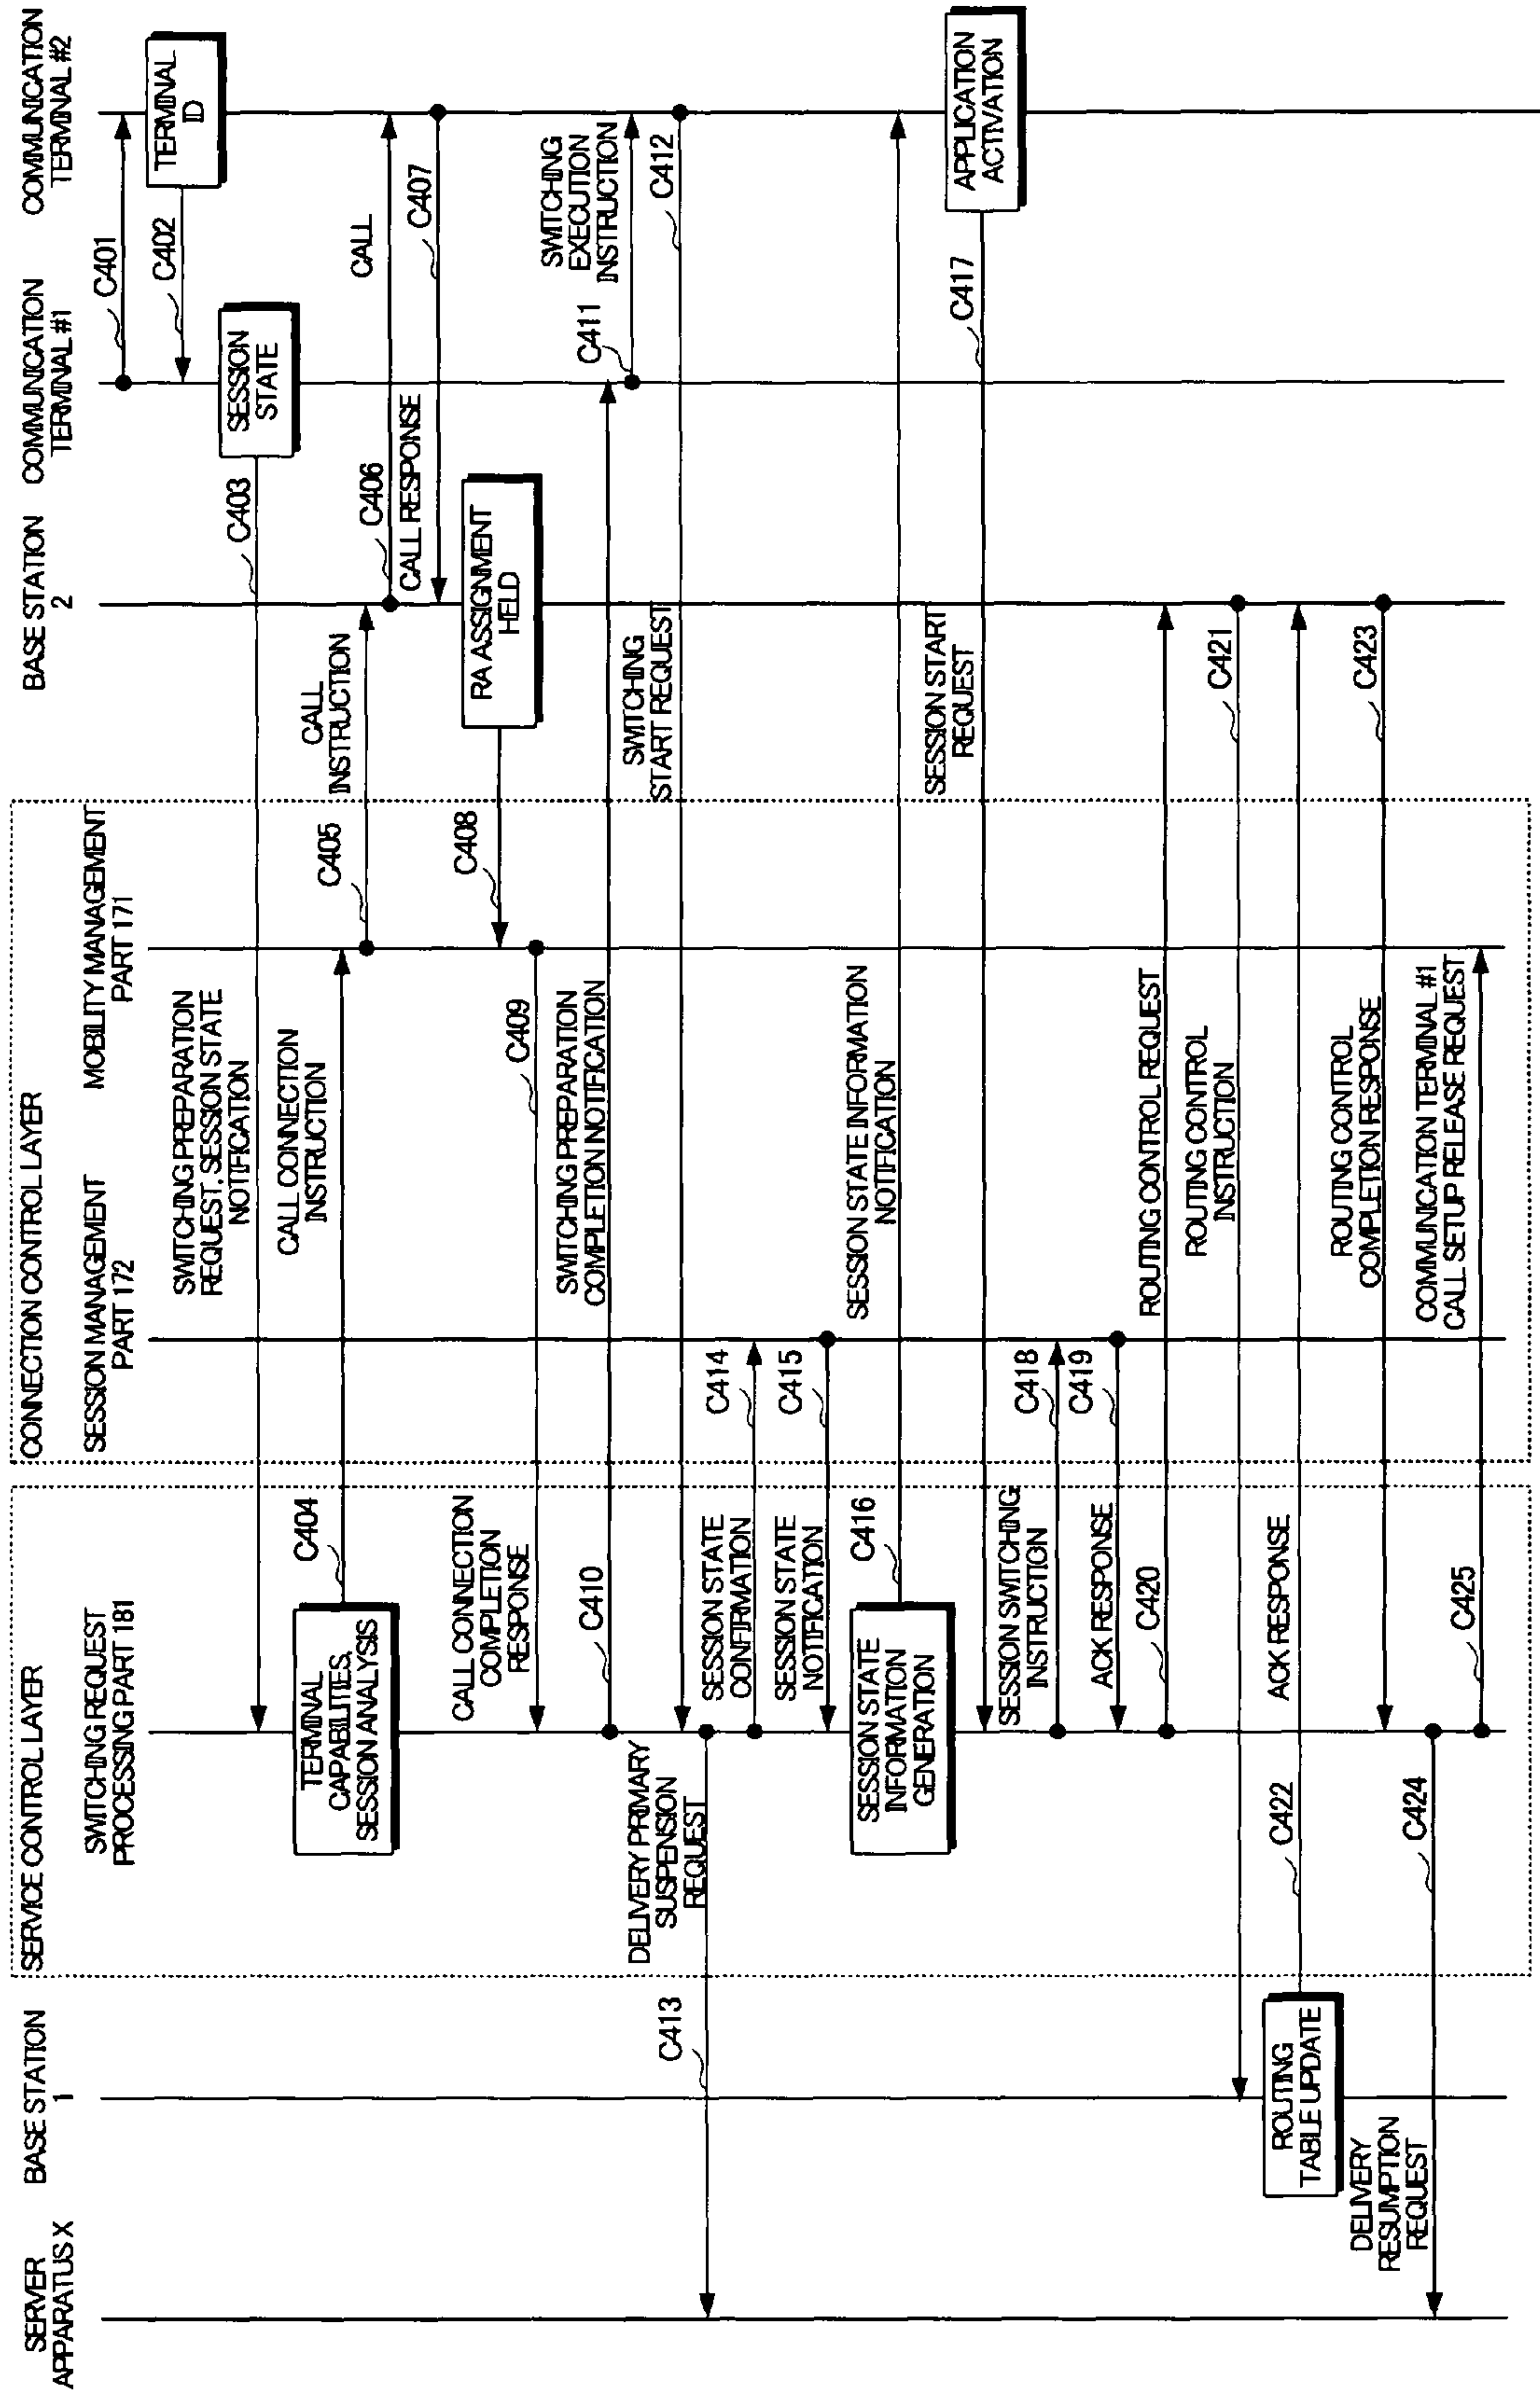 SERVER
APPARATUS X
BASE STATION
1
SERVICE CONTROL LAYER
SWITCHING REQUEST
PROCESSING PART 181
CONNECTION CONTROL LAYER
SESSION MANAGEMENT
PART 172
MOBILITY MANAGEMENT
PART 171
BASE STATION
2
COMMUNICATION
TERMINAL #1
COMMUNICATION
TERMINAL #2
C401
TERMINAL
ID
C402
SESSION
STATE
C403
SWITCHING PREPARATION
REQUEST, SESSION STATE
NOTIFICATION
TERMINAL
CAPABILITIES,
SESSION ANALYSIS
C404
CALL CONNECTION
INSTRUCTION
C405
CALL
INSTRUCTION
C406
CALL
C407
CALL RESPONSE
RA ASSIGNMENT
HELD
C408
C409
CALL CONNECTION
COMPLETION
RESPONSE
C410
SWITCHING PREPARATION
COMPLETION NOTIFICATION
C411
SWITCHING
EXECUTION
INSTRUCTION
C412
SWITCHING
START REQUEST
C413
DELIVERY PRIMARY
SUSPENSION
REQUEST
C414
SESSION STATE
CONFIRMATION
C415
SESSION STATE
NOTIFICATION
SESSION STATE
INFORMATION
GENERATION
C416
SESSION STATE INFORMATION
NOTIFICATION
APPLICATION
ACTIVATION
C417
SESSION START
REQUEST
C418
SESSION SWITCHING
INSTRUCTION
C419
ACK RESPONSE
C420
ROUTING CONTROL REQUEST
C421
ROUTING CONTROL
INSTRUCTION
ROUTING
TABLE UPDATE
C422
ACK RESPONSE
C423
ROUTING CONTROL
COMPLETION RESPONSE
C424
DELIVERY
RESUMPTION
REQUEST
C425
COMMUNICATION TERMINAL #1
CALL SETUP RELEASE REQUEST